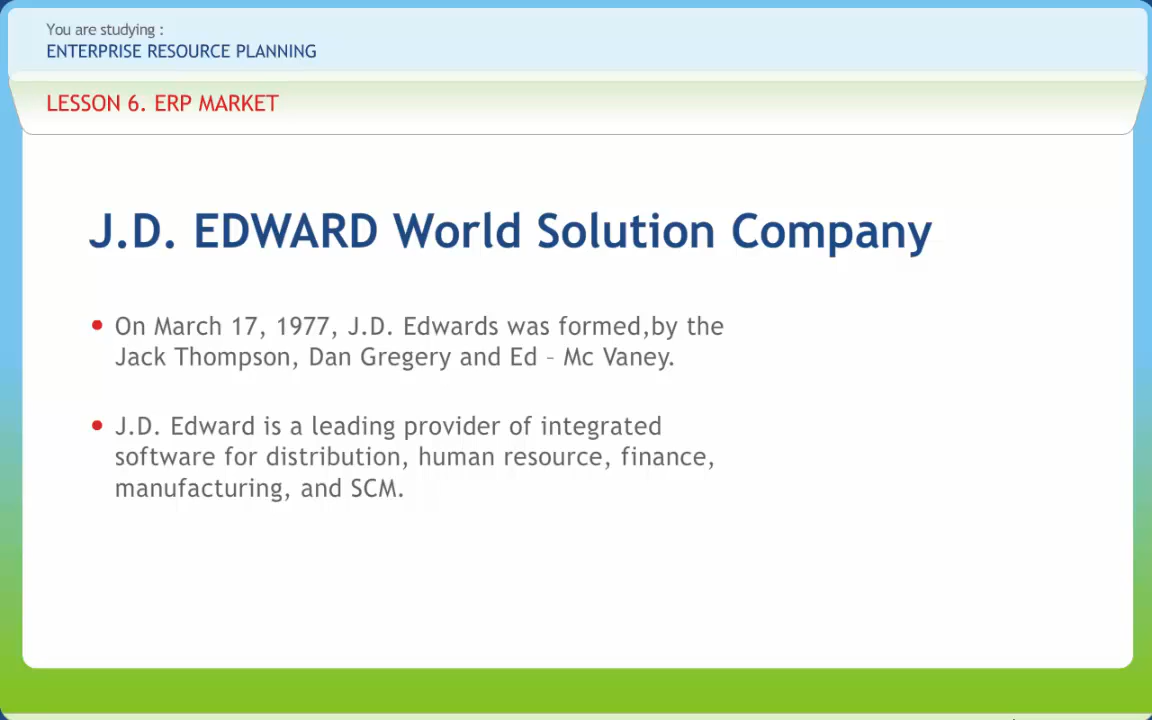 You are studying :
ENTERPRISE RESOURCE PLANNING
LESSON 6. ERP MARKET
J.D. EDWARD World Solution Company
• On March 17, 1977, J.D. Edwards was formed,by the
Jack Thompson, Dan Gregery and Ed – Mc Vaney.
• J.D. Edward is a leading provider of integrated
software for distribution, human resource, finance,
manufacturing, and SCM.